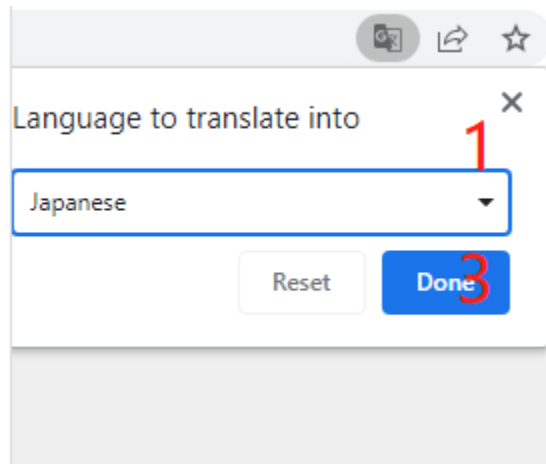 Language to translate into
1
Japanese
Reset
Done
3